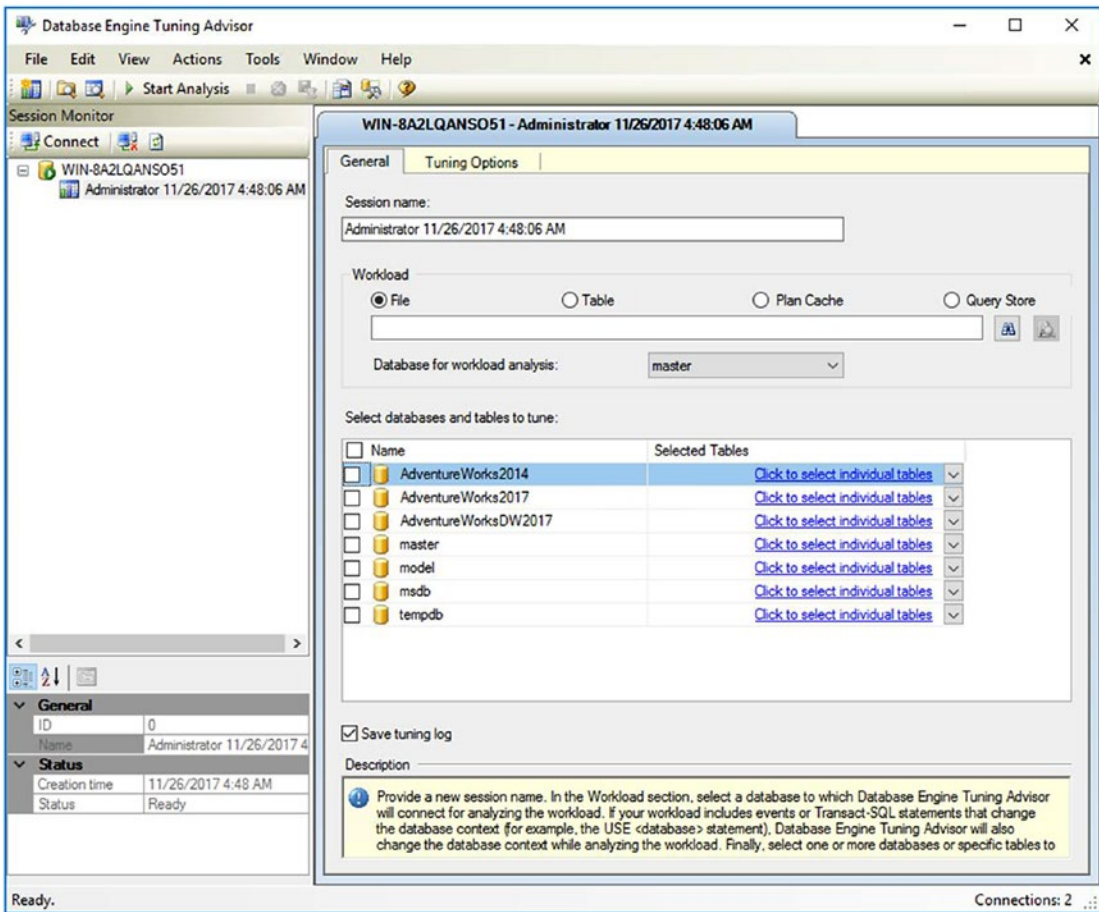 Database Engine Tuning Advisor
File Edit View Actions Tools Window Help
Start Analysis
Session Monitor
Connect
WIN-8A2LQANSO51
Administrator 11/26/2017 4:48:06 AM
General
ID 0
Name Administrator 11/26/2017 4
Status
Creation time 11/26/2017 4:48 AM
Status Ready
WIN-8A2LQANSO51 - Administrator 11/26/2017 4:48:06 AM
General Tuning Options
Session name:
Administrator 11/26/2017 4:48:06 AM
Workload
File Table Plan Cache Query Store
Database for workload analysis: master
Select databases and tables to tune:
Name Selected Tables
AdventureWorks2014 Click to select individual tables
AdventureWorks2017 Click to select individual tables
AdventureWorksDW2017 Click to select individual tables
master Click to select individual tables
model Click to select individual tables
msdb Click to select individual tables
tempdb Click to select individual tables
Save tuning log
Description
Provide a new session name. In the Workload section, select a database to which Database Engine Tuning Advisor
will connect for analyzing the workload. If your workload includes events or Transact-SQL statements that change
the database context (for example, the USE <database> statement), Database Engine Tuning Advisor will also
change the database context while analyzing the workload. Finally, select one or more databases or specific tables to
Ready. Connections: 2